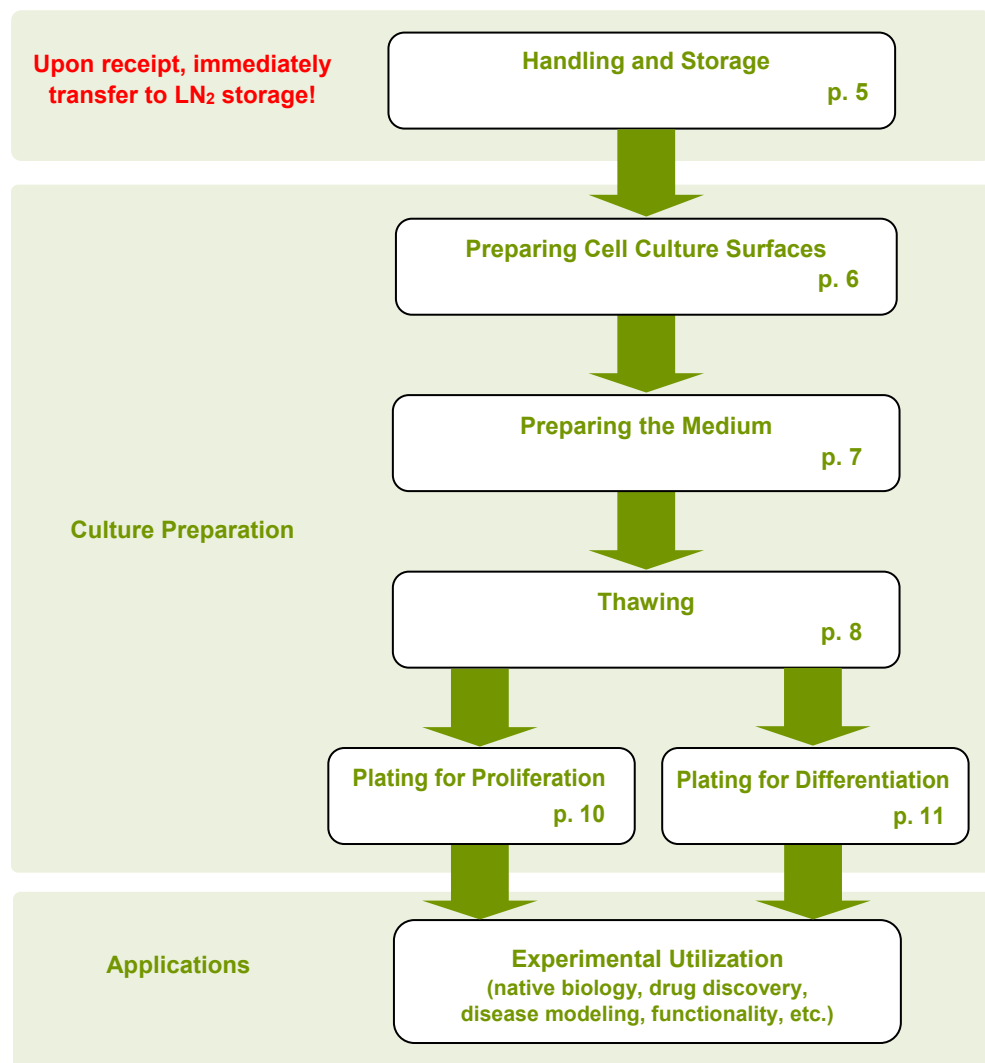 Upon receipt, immediately
transfer to LN₂ storage!
Handling and Storage
p. 5
Preparing Cell Culture Surfaces
p. 6
Preparing the Medium
p. 7
Culture Preparation
Thawing
p. 8
Plating for Proliferation
p. 10
Plating for Differentiation
p. 11
Applications
Experimental Utilization
(native biology, drug discovery,
disease modeling, functionality, etc.)